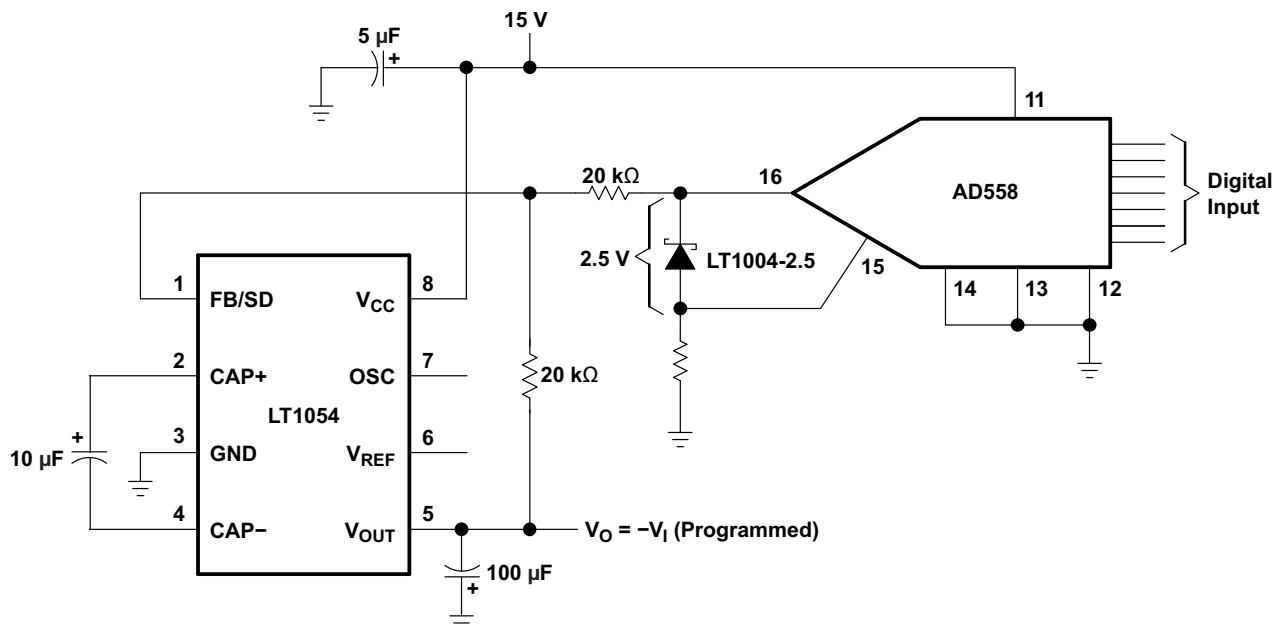 15 V
5 µF
+
11
20 kΩ
16
AD558
Digital
Input
2.5 V
LT1004-2.5
15
14
13
12
1
FB/SD
VCC
8
2
CAP+
OSC
7
20 kΩ
LT1054
+
10 µF
3
GND
VREF
6
4
CAP−
VOUT
5
VO = −VI (Programmed)
100 µF
+